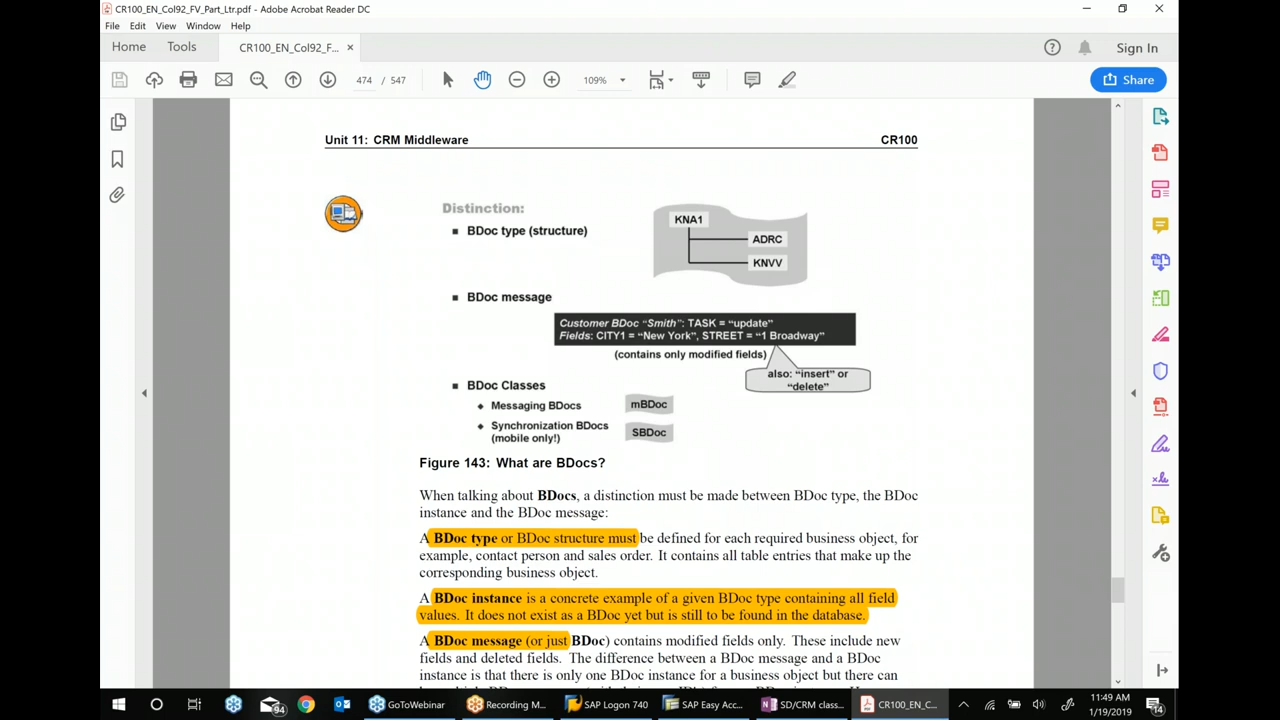 CR100_EN_Col92_FV_Part_Ltr.pdf - Adobe Acrobat Reader DC
File Edit View Window Help
Home Tools CR100_EN_Col92_F... × Sign In
474 / 547 109% Share
Unit 11: CRM Middleware CR100
Distinction:
■ BDoc type (structure)
KNA1
ADRC
KNVV
■ BDoc message
Customer BDoc "Smith": TASK = "update"
Fields: CITY1 = "New York", STREET = "1 Broadway"
(contains only modified fields)
also: "insert" or
"delete"
■ BDoc Classes
◆ Messaging BDocs mBDoc
◆ Synchronization BDocs SBDoc
(mobile only!)
Figure 143: What are BDocs?
When talking about BDocs, a distinction must be made between BDoc type, the BDoc
instance and the BDoc message:
A BDoc type or BDoc structure must be defined for each required business object, for
example, contact person and sales order. It contains all table entries that make up the
corresponding business object.
A BDoc instance is a concrete example of a given BDoc type containing all field
values. It does not exist as a BDoc yet but is still to be found in the database.
A BDoc message (or just BDoc) contains modified fields only. These include new
fields and deleted fields. The difference between a BDoc message and a BDoc
instance is that there is only one BDoc instance for a business object but there can
94 GoToWebinar Recording M... SAP Logon 740 SAP Easy Acc... SD/CRM class... CR100_EN_C... 11:49 AM
1/19/2019 14